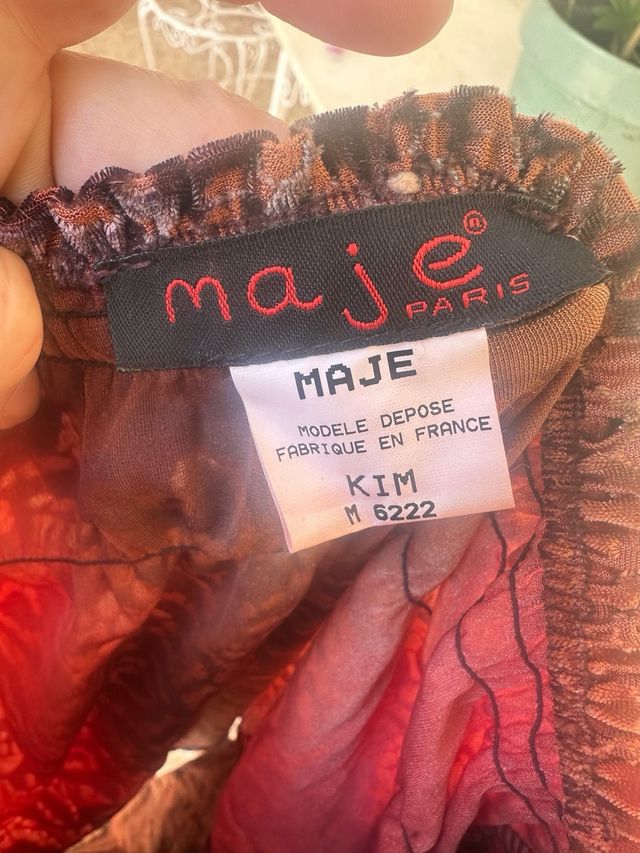 maje®
PARIS
MAJE
MODELE DEPOSE
FABRIQUE EN FRANCE
KIM
M 6222